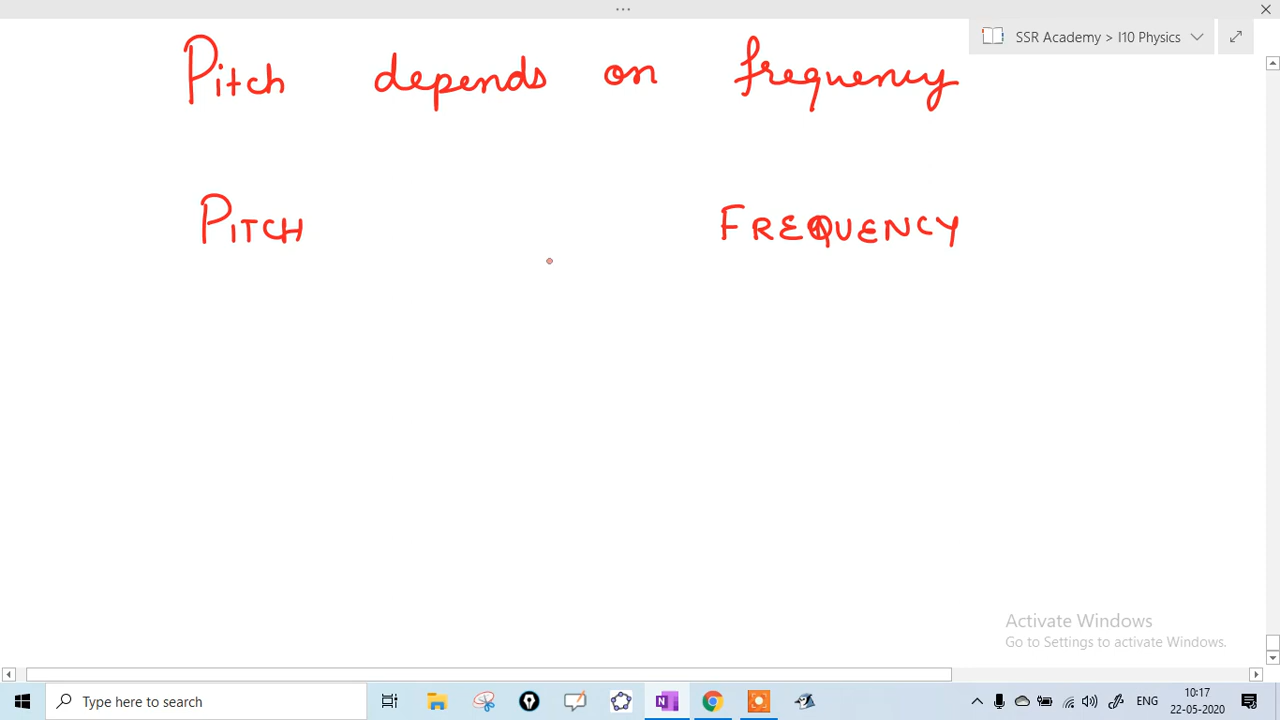 ...
SSR Academy > I10 Physics
Pitch depends on frequency
PITCH FREQUENCY
Activate Windows
Go to Settings to activate Windows.
Type here to search
N
ENG
10:17
22-05-2020